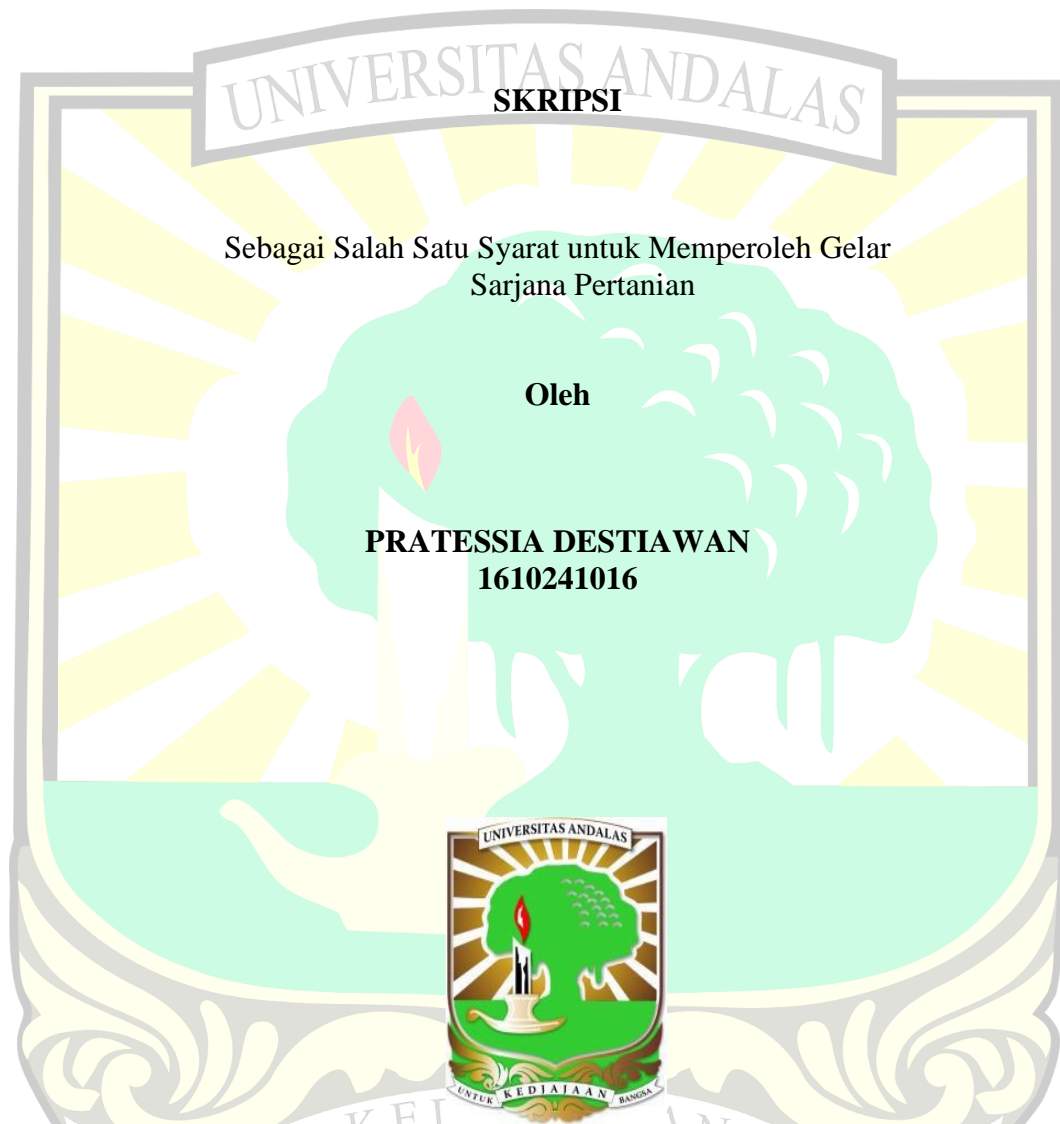 UNIVERSITAS ANDALAS
SKRIPSI
Sebagai Salah Satu Syarat untuk Memperoleh Gelar
Sarjana Pertanian
Oleh
PRATESSIA DESTIAWAN
1610241016
UNIVERSITAS ANDALAS
UNTUK KEDJAJAAN BANGSA